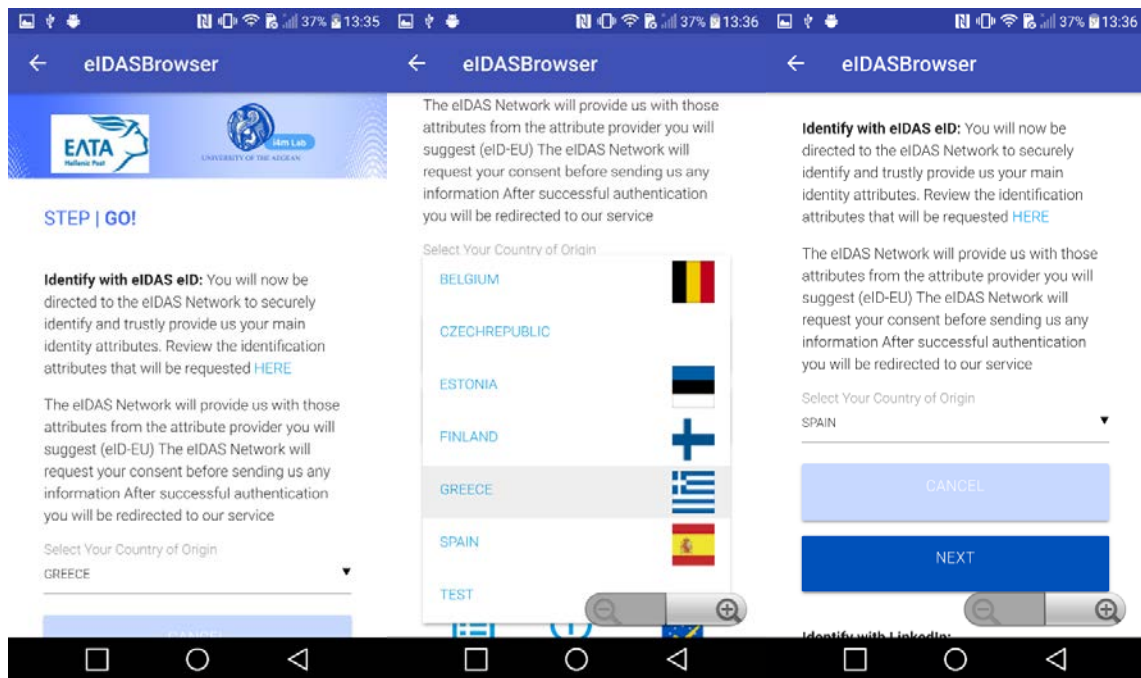 37% 13:35
eIDASBrowser
ΕΛΤΑ
Hellenic Post
i4m Lab
UNIVERSITY OF THE AEGEAN
STEP | GO!
Identify with eIDAS eID: You will now be
directed to the eIDAS Network to securely
identify and trustly provide us your main
identity attributes. Review the identification
attributes that will be requested HERE
The eIDAS Network will provide us with those
attributes from the attribute provider you will
suggest (eID-EU) The eIDAS Network will
request your consent before sending us any
information After successful authentication
you will be redirected to our service
Select Your Country of Origin
GREECE
CANCEL
37% 13:36
eIDASBrowser
The eIDAS Network will provide us with those
attributes from the attribute provider you will
suggest (eID-EU) The eIDAS Network will
request your consent before sending us any
information After successful authentication
you will be redirected to our service
Select Your Country of Origin
BELGIUM
CZECHREPUBLIC
ESTONIA
FINLAND
GREECE
SPAIN
TEST
37% 13:36
eIDASBrowser
Identify with eIDAS eID: You will now be
directed to the eIDAS Network to securely
identify and trustly provide us your main
identity attributes. Review the identification
attributes that will be requested HERE
The eIDAS Network will provide us with those
attributes from the attribute provider you will
suggest (eID-EU) The eIDAS Network will
request your consent before sending us any
information After successful authentication
you will be redirected to our service
Select Your Country of Origin
SPAIN
CANCEL
NEXT
Identify with LinkedIn: